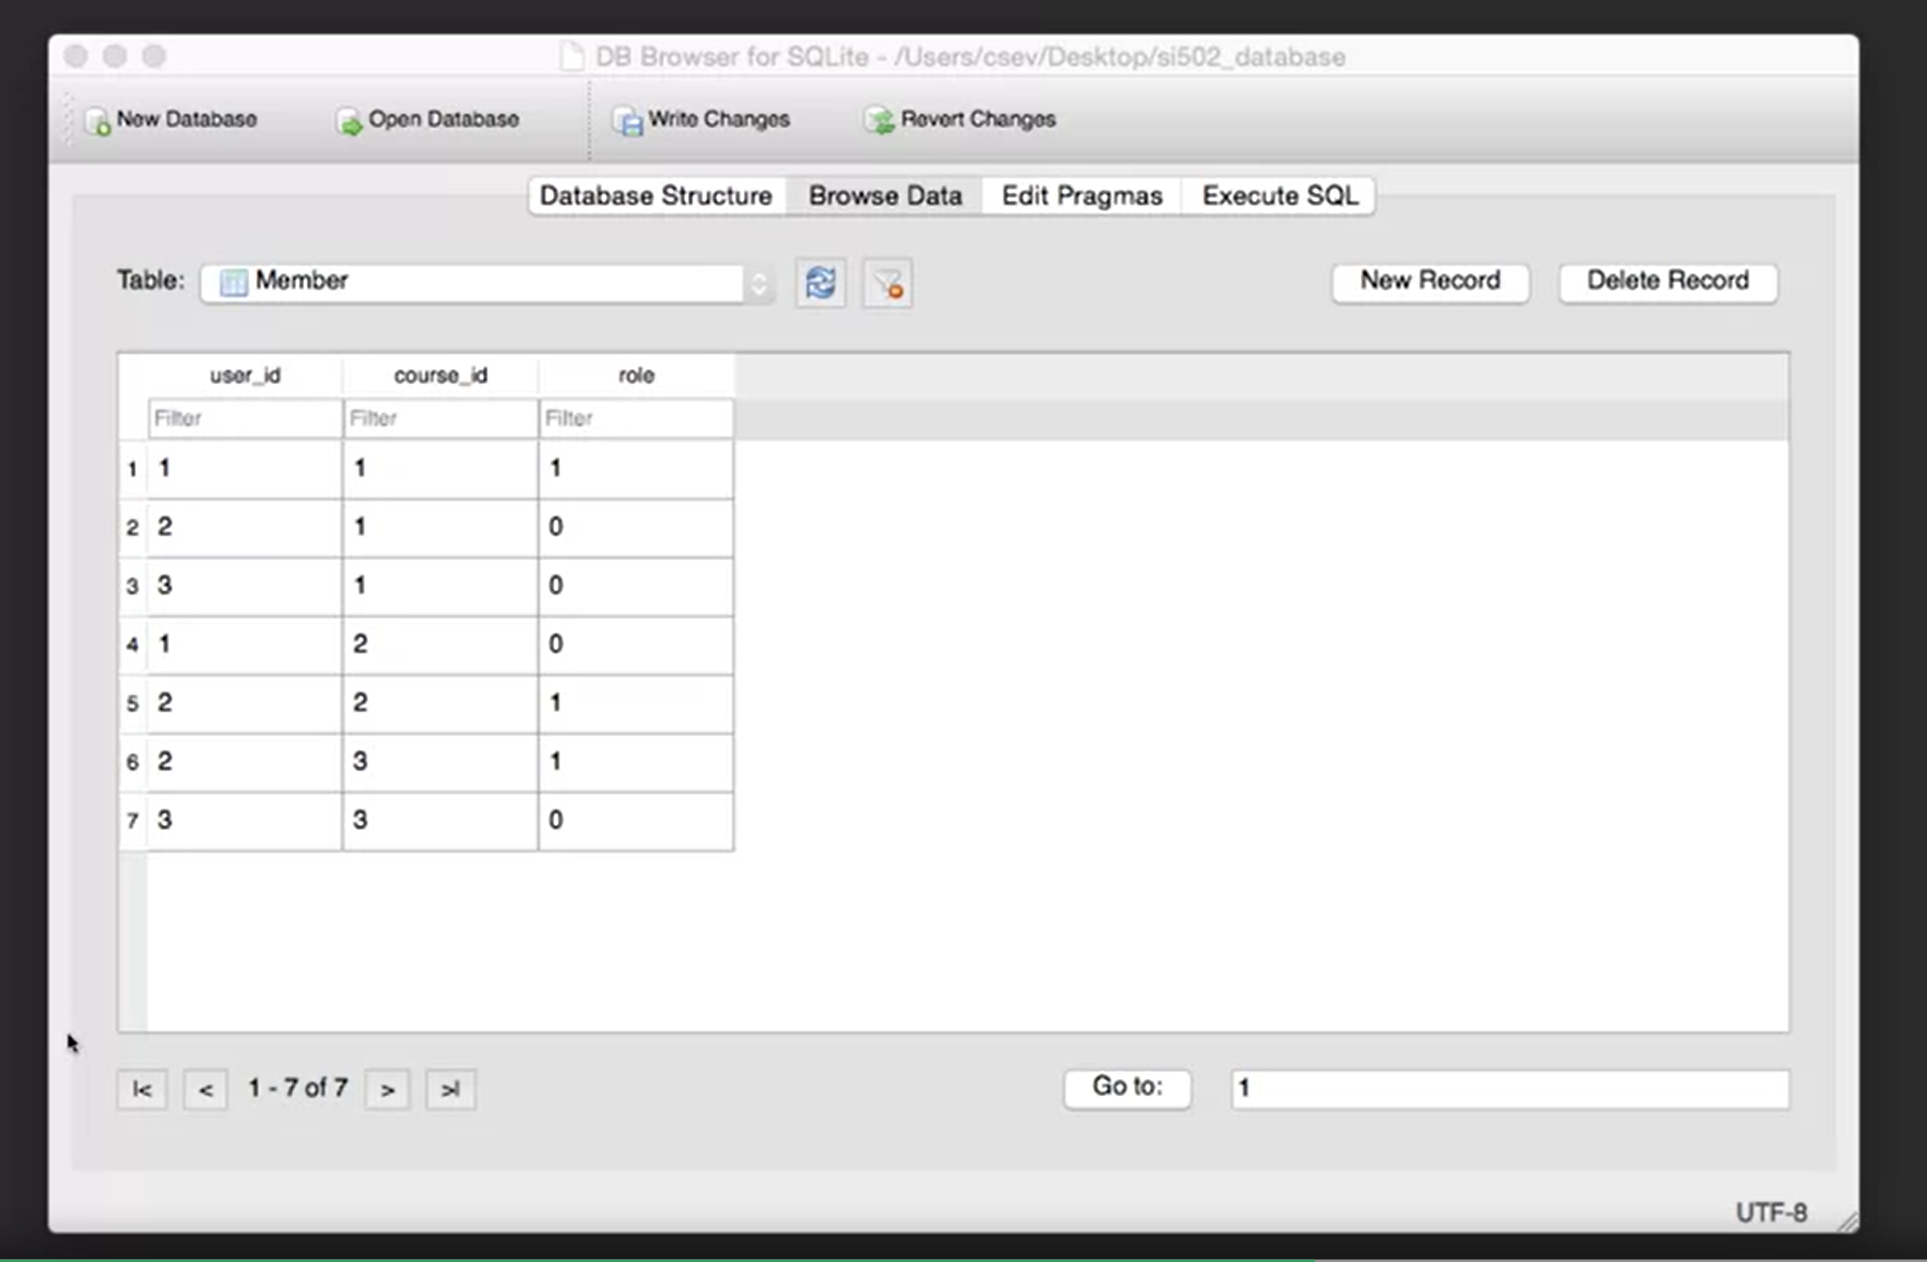 DB Browser for SQLite - /Users/csev/Desktop/si502_database
New Database Open Database Write Changes Revert Changes
Database Structure Browse Data Edit Pragmas Execute SQL
Table: Member New Record Delete Record
user_id course_id role
Filter Filter Filter
1 1 1 1
2 2 1 0
3 3 1 0
4 1 2 0
5 2 2 1
6 2 3 1
7 3 3 0
|< < 1 - 7 of 7 > >| Go to: 1
UTF-8